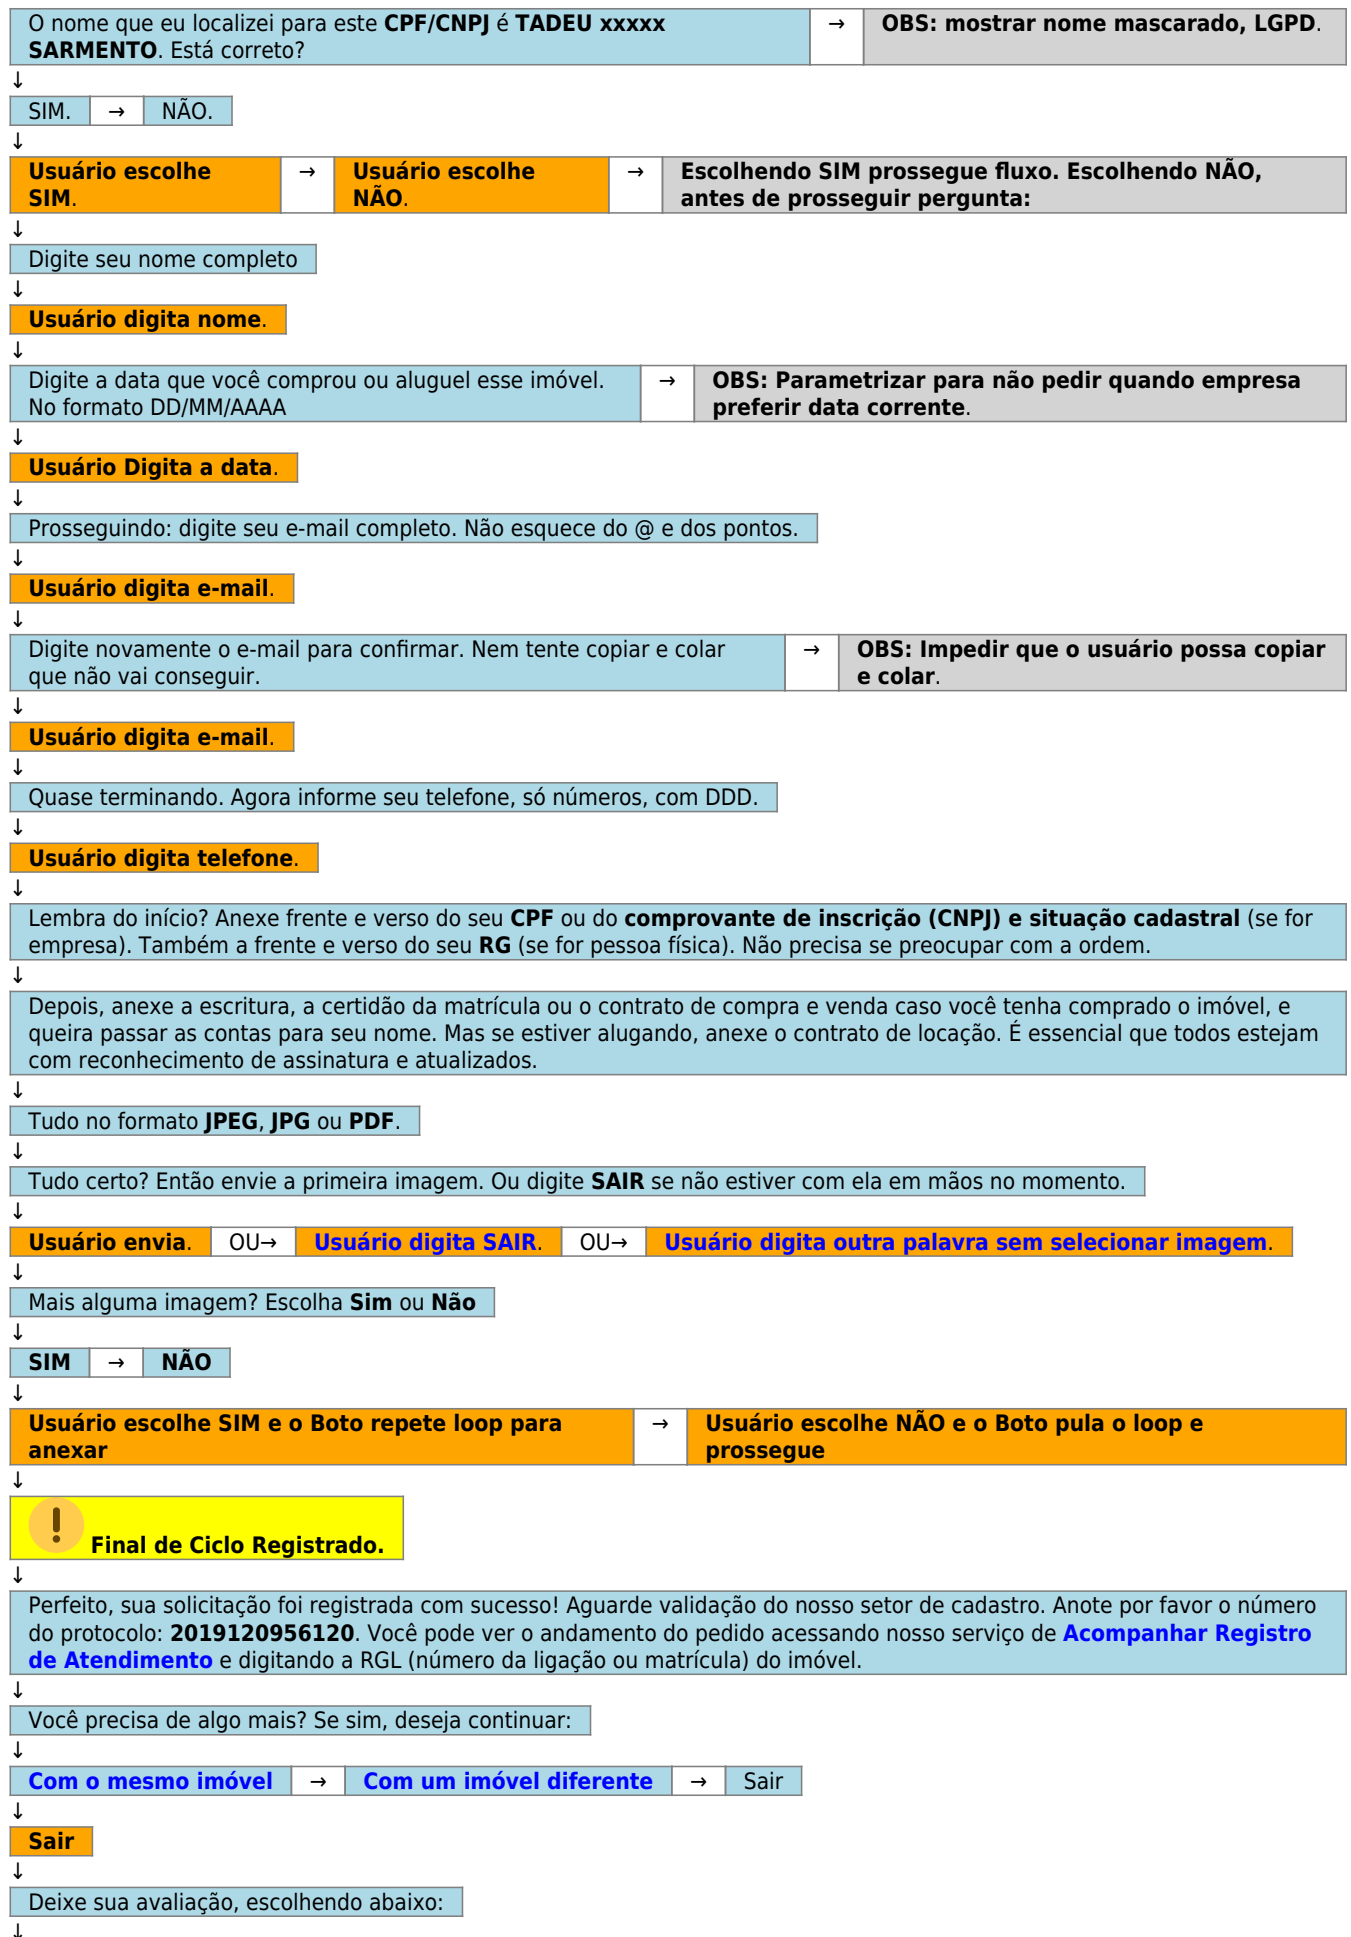 O nome que eu localizei para este CPF/CNPJ é TADEU xxxxx → OBS: mostrar nome mascarado, LGPD.
SARMENTO. Está correto?
↓
SIM. → NÃO.
↓
Usuário escolhe → Usuário escolhe → Escolhendo SIM prossegue fluxo. Escolhendo NÃO,
SIM. NÃO. antes de prosseguir pergunta:
↓
Digite seu nome completo
↓
Usuário digita nome.
↓
Digite a data que você comprou ou aluguel esse imóvel. → OBS: Parametrizar para não pedir quando empresa
No formato DD/MM/AAAA preferir data corrente.
↓
Usuário Digita a data.
↓
Prosseguindo: digite seu e-mail completo. Não esquece do @ e dos pontos.
↓
Usuário digita e-mail.
↓
Digite novamente o e-mail para confirmar. Nem tente copiar e colar → OBS: Impedir que o usuário possa copiar
que não vai conseguir. e colar.
↓
Usuário digita e-mail.
↓
Quase terminando. Agora informe seu telefone, só números, com DDD.
↓
Usuário digita telefone.
↓
Lembra do início? Anexe frente e verso do seu CPF ou do comprovante de inscrição (CNPJ) e situação cadastral (se for
empresa). Também a frente e verso do seu RG (se for pessoa física). Não precisa se preocupar com a ordem.
↓
Depois, anexe a escritura, a certidão da matrícula ou o contrato de compra e venda caso você tenha comprado o imóvel, e
queira passar as contas para seu nome. Mas se estiver alugando, anexe o contrato de locação. É essencial que todos estejam
com reconhecimento de assinatura e atualizados.
↓
Tudo no formato JPEG, JPG ou PDF.
↓
Tudo certo? Então envie a primeira imagem. Ou digite SAIR se não estiver com ela em mãos no momento.
↓
Usuário envia. OU→ Usuário digita SAIR. OU→ Usuário digita outra palavra sem selecionar imagem.
↓
Mais alguma imagem? Escolha Sim ou Não
↓
SIM → NÃO
↓
Usuário escolhe SIM e o Boto repete loop para → Usuário escolhe NÃO e o Boto pula o loop e
anexar prossegue
↓
Final de Ciclo Registrado.
↓
Perfeito, sua solicitação foi registrada com sucesso! Aguarde validação do nosso setor de cadastro. Anote por favor o número
do protocolo: 2019120956120. Você pode ver o andamento do pedido acessando nosso serviço de Acompanhar Registro
de Atendimento e digitando a RGL (número da ligação ou matrícula) do imóvel.
↓
Você precisa de algo mais? Se sim, deseja continuar:
↓
Com o mesmo imóvel → Com um imóvel diferente → Sair
↓
Sair
↓
Deixe sua avaliação, escolhendo abaixo:
↓